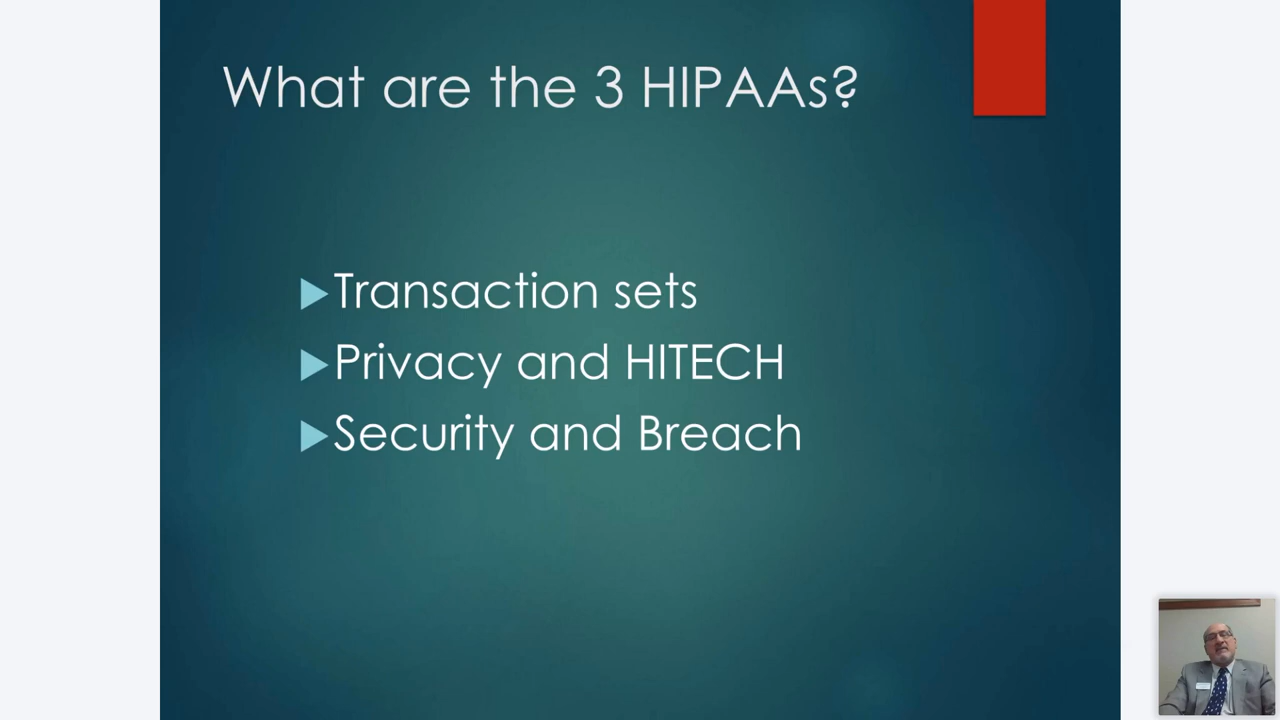 What are the 3 HIPAAs?
Transaction sets
Privacy and HITECH
Security and Breach